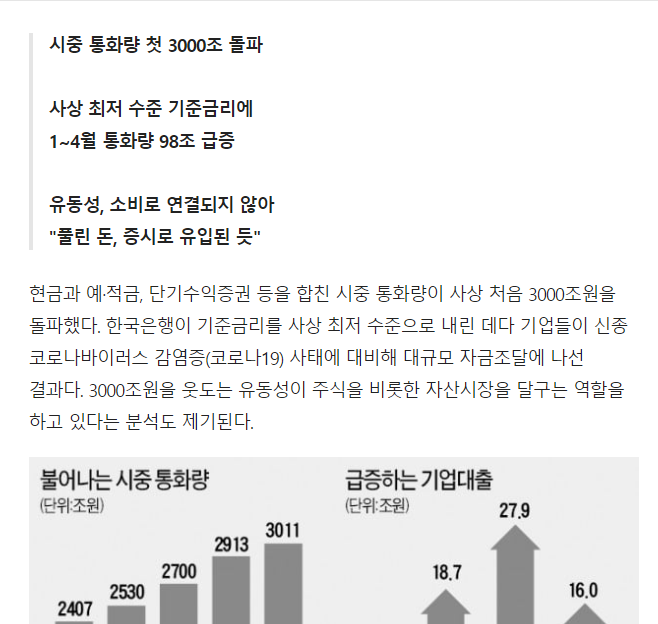 시중 통화량 첫 3000조 돌파
사상 최저 수준 기준금리에
1~4월 통화량 98조 급증
유동성, 소비로 연결되지 않아
"풀린 돈, 증시로 유입된 듯"
현금과 예·적금, 단기수익증권 등을 합친 시중 통화량이 사상 처음 3000조원을
돌파했다. 한국은행이 기준금리를 사상 최저 수준으로 내린 데다 기업들이 신종
코로나바이러스 감염증(코로나19) 사태에 대비해 대규모 자금조달에 나선
결과다. 3000조원을 웃도는 유동성이 주식을 비롯한 자산시장을 달구는 역할을
하고 있다는 분석도 제기된다.
불어나는 시중 통화량
(단위:조원)
2407
2530
2700
2913
3011
급증하는 기업대출
(단위:조원)
18.7
27.9
16.0